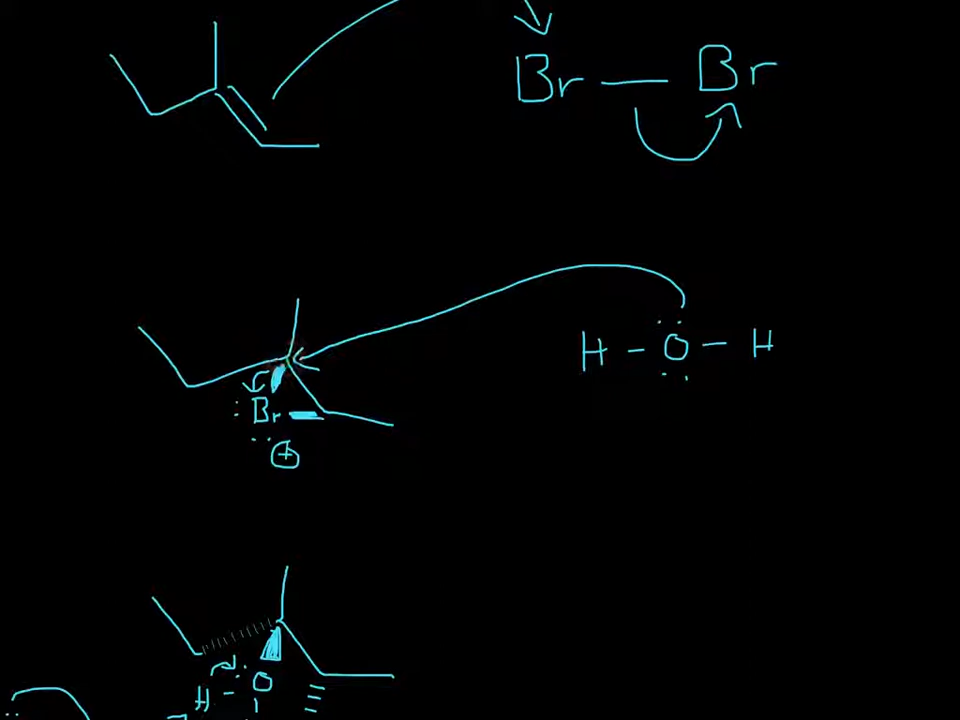 Br — Br
H - O - H
Br
+
H - O